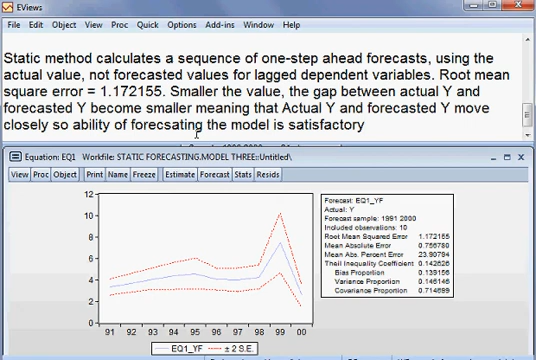 EViews
File Edit Object View Proc Quick Options Add-ins Window Help
Static method calculates a sequence of one-step ahead forecasts, using the
actual value, not forecasted values for lagged dependent variables. Root mean
square error = 1.172155. Smaller the value, the gap between actual Y and
forecasted Y become smaller meaning that Actual Y and forecasted Y move
closely so ability of forecsating the model is satisfactory
Equation: EQ1 Workfile: STATIC FORECASTING.MODEL THREE::Untitled\
View Proc Object Print Name Freeze Estimate Forecast Stats Resids
12
10
8
6
4
2
0
91 92 93 94 95 96 97 98 99 00
EQ1_YF ± 2 S.E.
Forecast: EQ1_YF
Actual: Y
Forecast sample: 1991 2000
Included observations: 10
Root Mean Squared Error 1.172155
Mean Absolute Error 0.756780
Mean Abs. Percent Error 23.90794
Theil Inequality Coefficient 0.142626
Bias Proportion 0.139156
Variance Proportion 0.146146
Covariance Proportion 0.714699